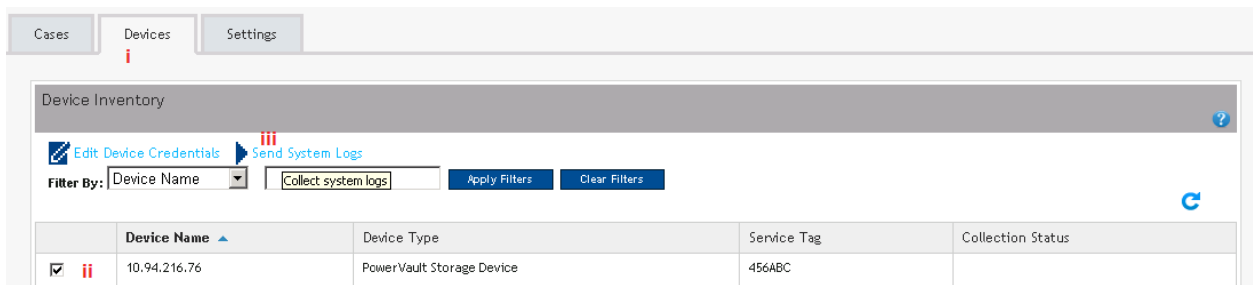 Cases Devices Settings
i
Device Inventory
?
iii
Edit Device Credentials Send System Logs
Filter By: Device Name Collect system logs Apply Filters Clear Filters
Device Name Device Type Service Tag Collection Status
ii 10.94.216.76 PowerVault Storage Device 456ABC